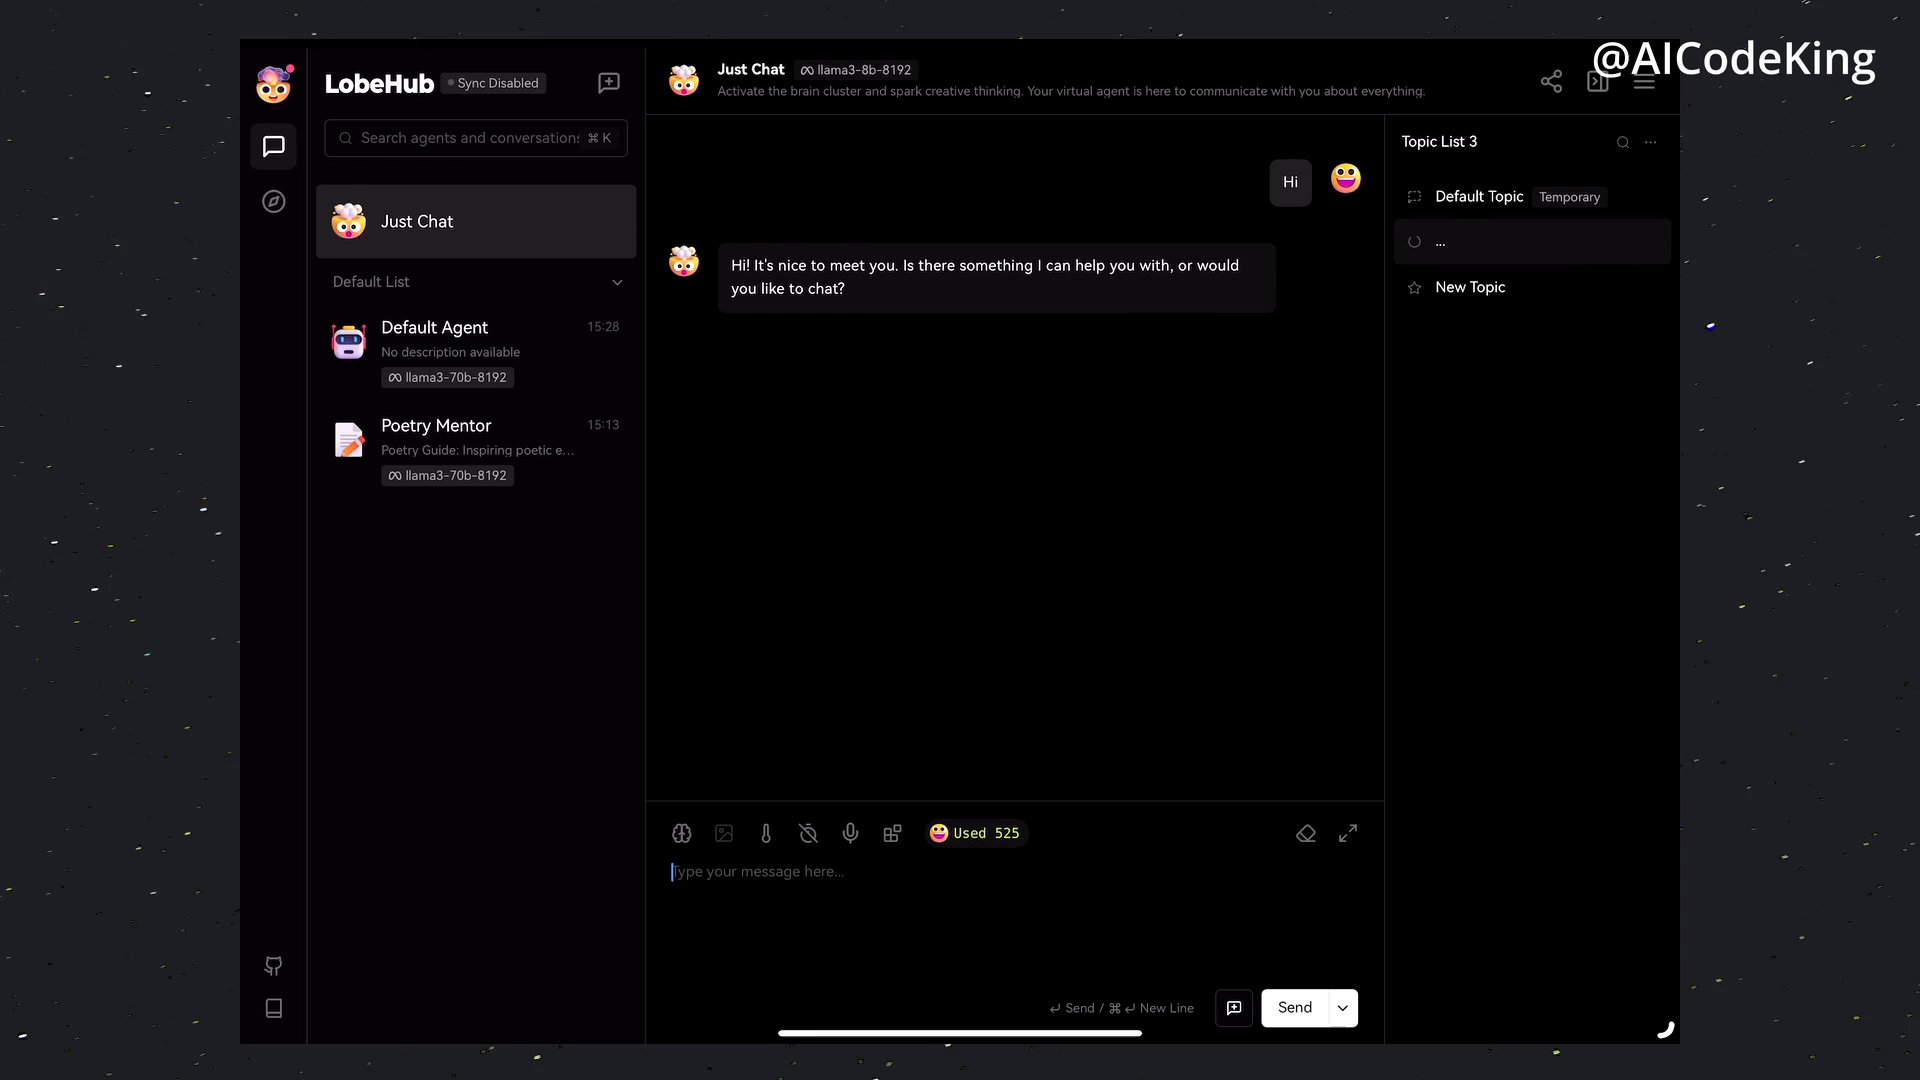 @AICodeKing
LobeHub
Sync Disabled
Search agents and conversations
⌘ K
Just Chat
Default List
Default Agent
15:28
No description available
llama3-70b-8192
Poetry Mentor
15:13
Poetry Guide: Inspiring poetic e...
llama3-70b-8192
Just Chat
llama3-8b-8192
Activate the brain cluster and spark creative thinking. Your virtual agent is here to communicate with you about everything.
Hi
Hi! It's nice to meet you. Is there something I can help you with, or would
you like to chat?
Used 525
Type your message here...
↵ Send / ⌘ ↵ New Line
Send
Topic List 3
Default Topic
Temporary
...
New Topic